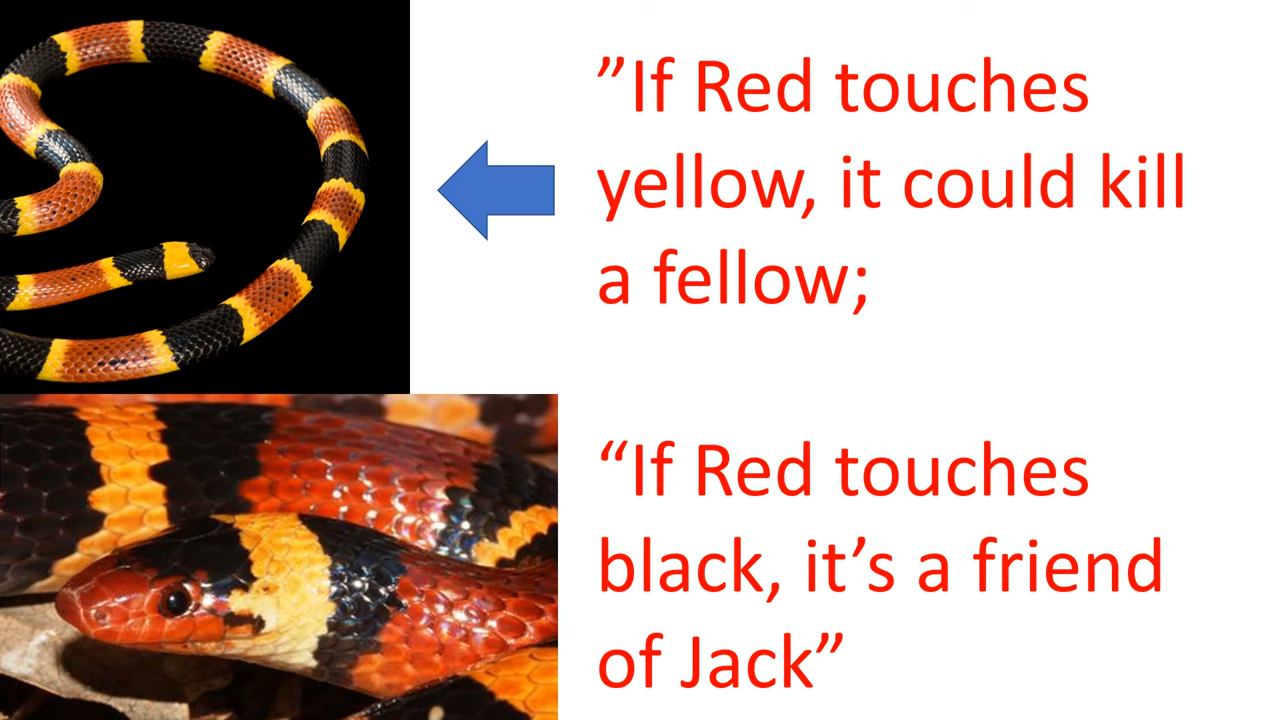 ”If Red touches
yellow, it could kill
a fellow;
“If Red touches
black, it’s a friend
of Jack”